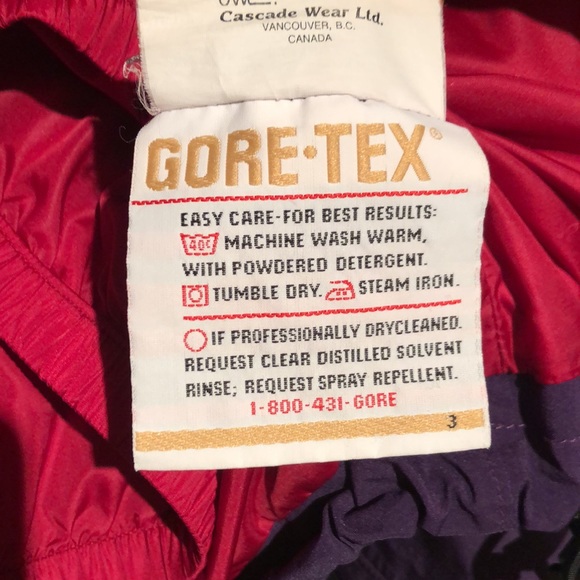 Cascade Wear Ltd.
VANCOUVER, B.C.
CANADA
GORE-TEX®
EASY CARE-FOR BEST RESULTS:
40C MACHINE WASH WARM,
WITH POWDERED DETERGENT.
TUMBLE DRY. STEAM IRON.
IF PROFESSIONALLY DRYCLEANED.
REQUEST CLEAR DISTILLED SOLVENT
RINSE; REQUEST SPRAY REPELLENT.
1-800-431-GORE
3